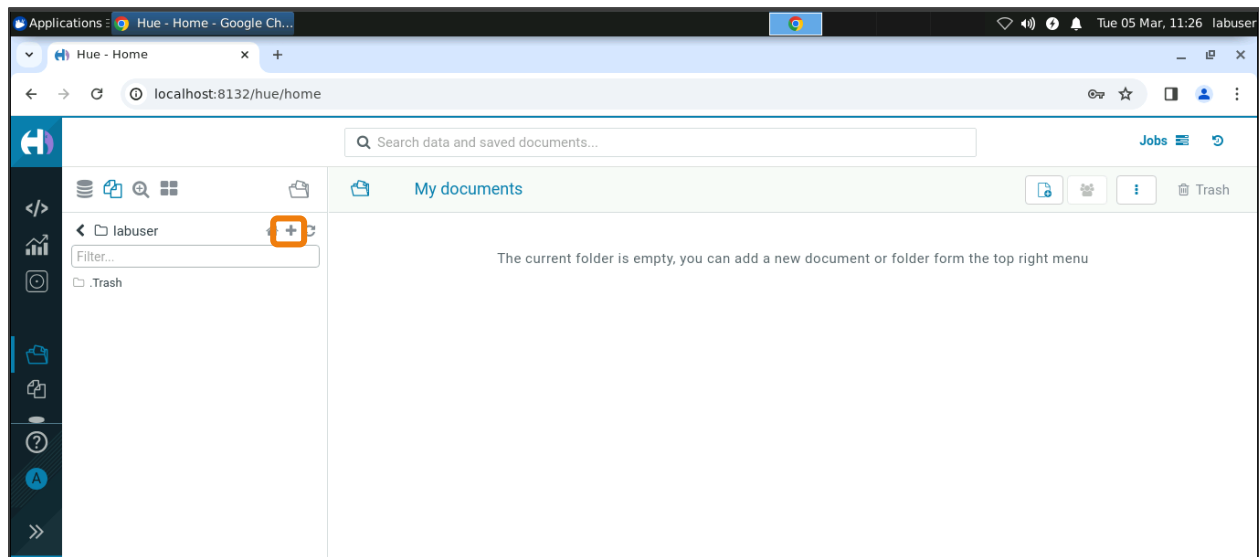 Applications : Hue - Home - Google Ch...
Tue 05 Mar, 11:26 labuser
Hue - Home
localhost:8132/hue/home
Search data and saved documents...
Jobs
My documents
Trash
labuser
Filter...
The current folder is empty, you can add a new document or folder form the top right menu
.Trash
A